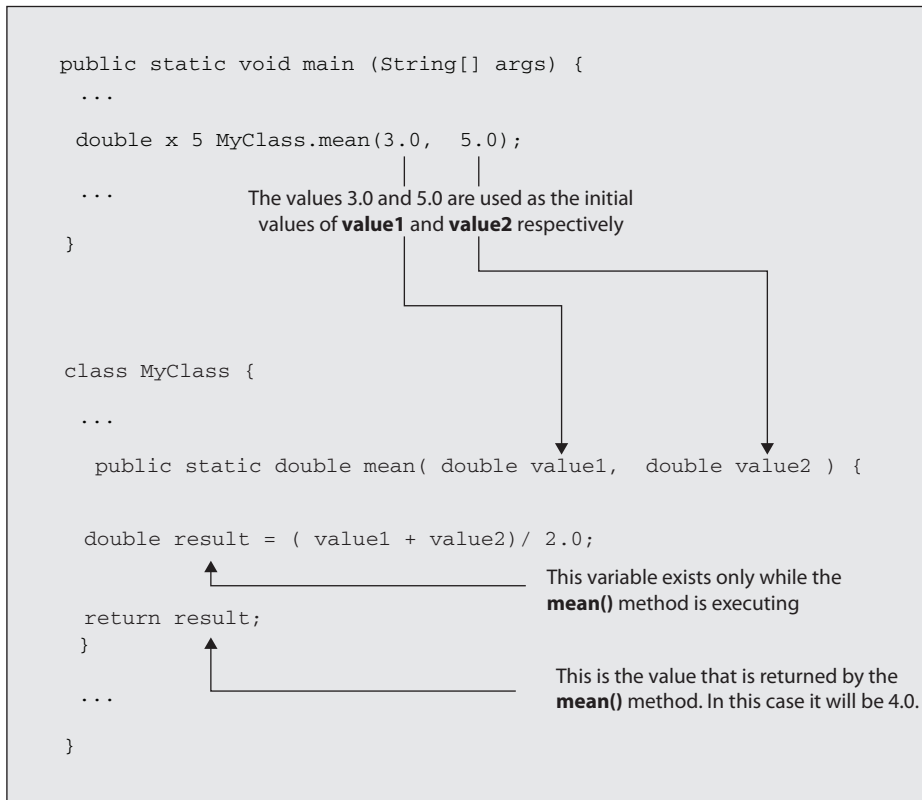 public static void main (String[] args) {
...
double x 5 MyClass.mean(3.0, 5.0);
...
The values 3.0 and 5.0 are used as the initial
values of value1 and value2 respectively
}
class MyClass {
...
public static double mean( double value1, double value2 ) {
double result = ( value1 + value2)/ 2.0;
This variable exists only while the
mean() method is executing
return result;
}
This is the value that is returned by the
mean() method. In this case it will be 4.0.
...
}